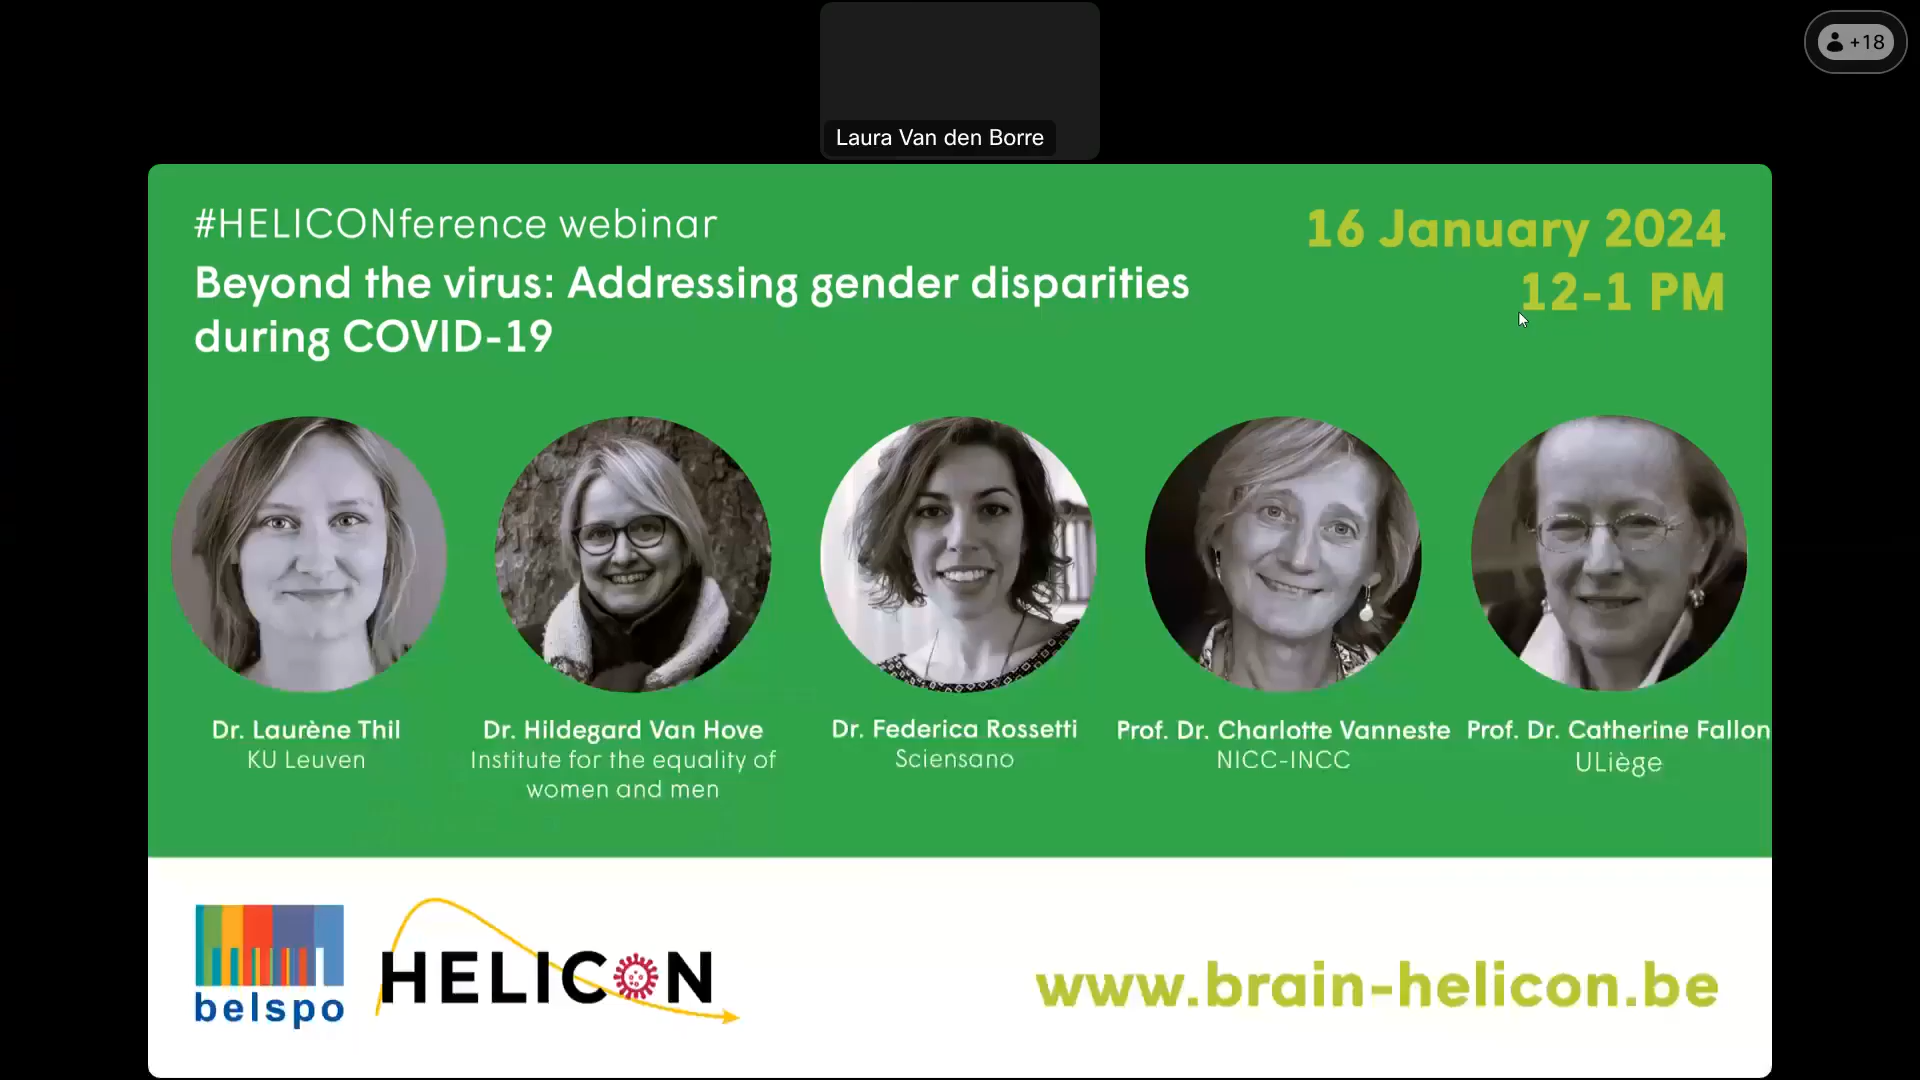 +18
Laura Van den Borre
#HELICONference webinar
Beyond the virus: Addressing gender disparities
during COVID-19
16 January 2024
12-1 PM
Dr. Laurène Thil
KU Leuven
Dr. Hildegard Van Hove
Institute for the equality of
women and men
Dr. Federica Rossetti
Sciensano
Prof. Dr. Charlotte Vanneste
NICC-INCC
Prof. Dr. Catherine Fallon
ULiège
belspo
HELICON
www.brain-helicon.be